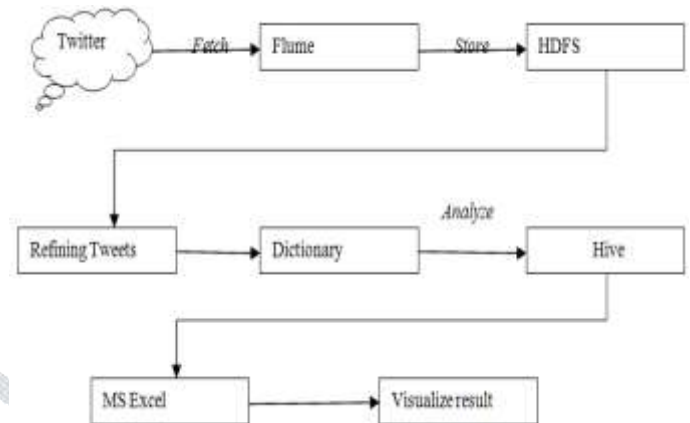 Twitter
Fetch
Flume
Store
HDFS
Refining Tweets
Dictionary
Analyze
Hive
MS Excel
Visualize result